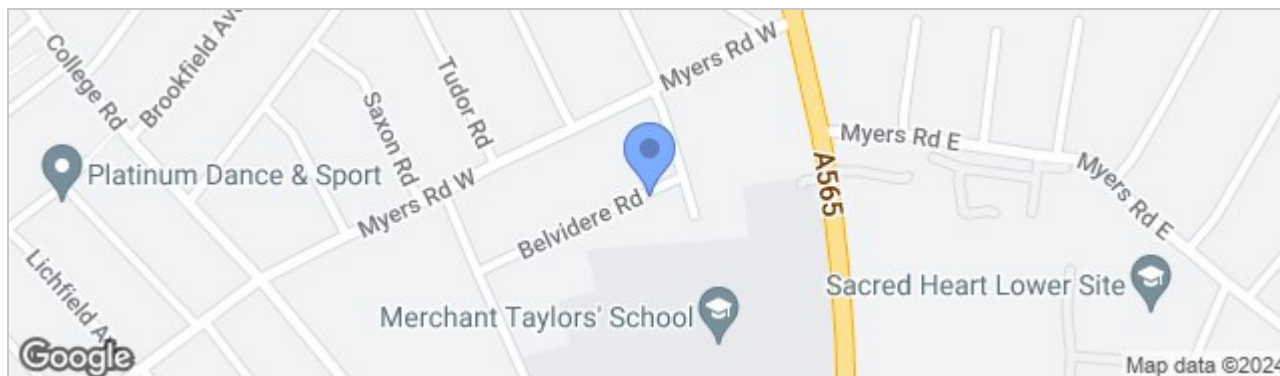 College Rd
Brookfield Ave
Tudor Rd
Saxon Rd
Myers Rd W
Myers Rd W
Myers Rd E
Myers Rd E
A565
Platinum Dance & Sport
Belvidere Rd
Lichfield Av
Merchant Taylors' School
Sacred Heart Lower Site
Google
Map data ©2024